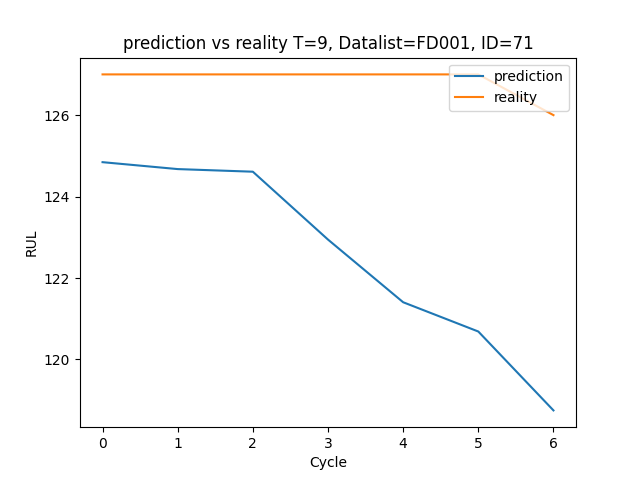 prediction vs reality T=9, Datalist=FD001, ID=71
prediction
reality
126
124
122
120
RUL
0 1 2 3 4 5 6
Cycle